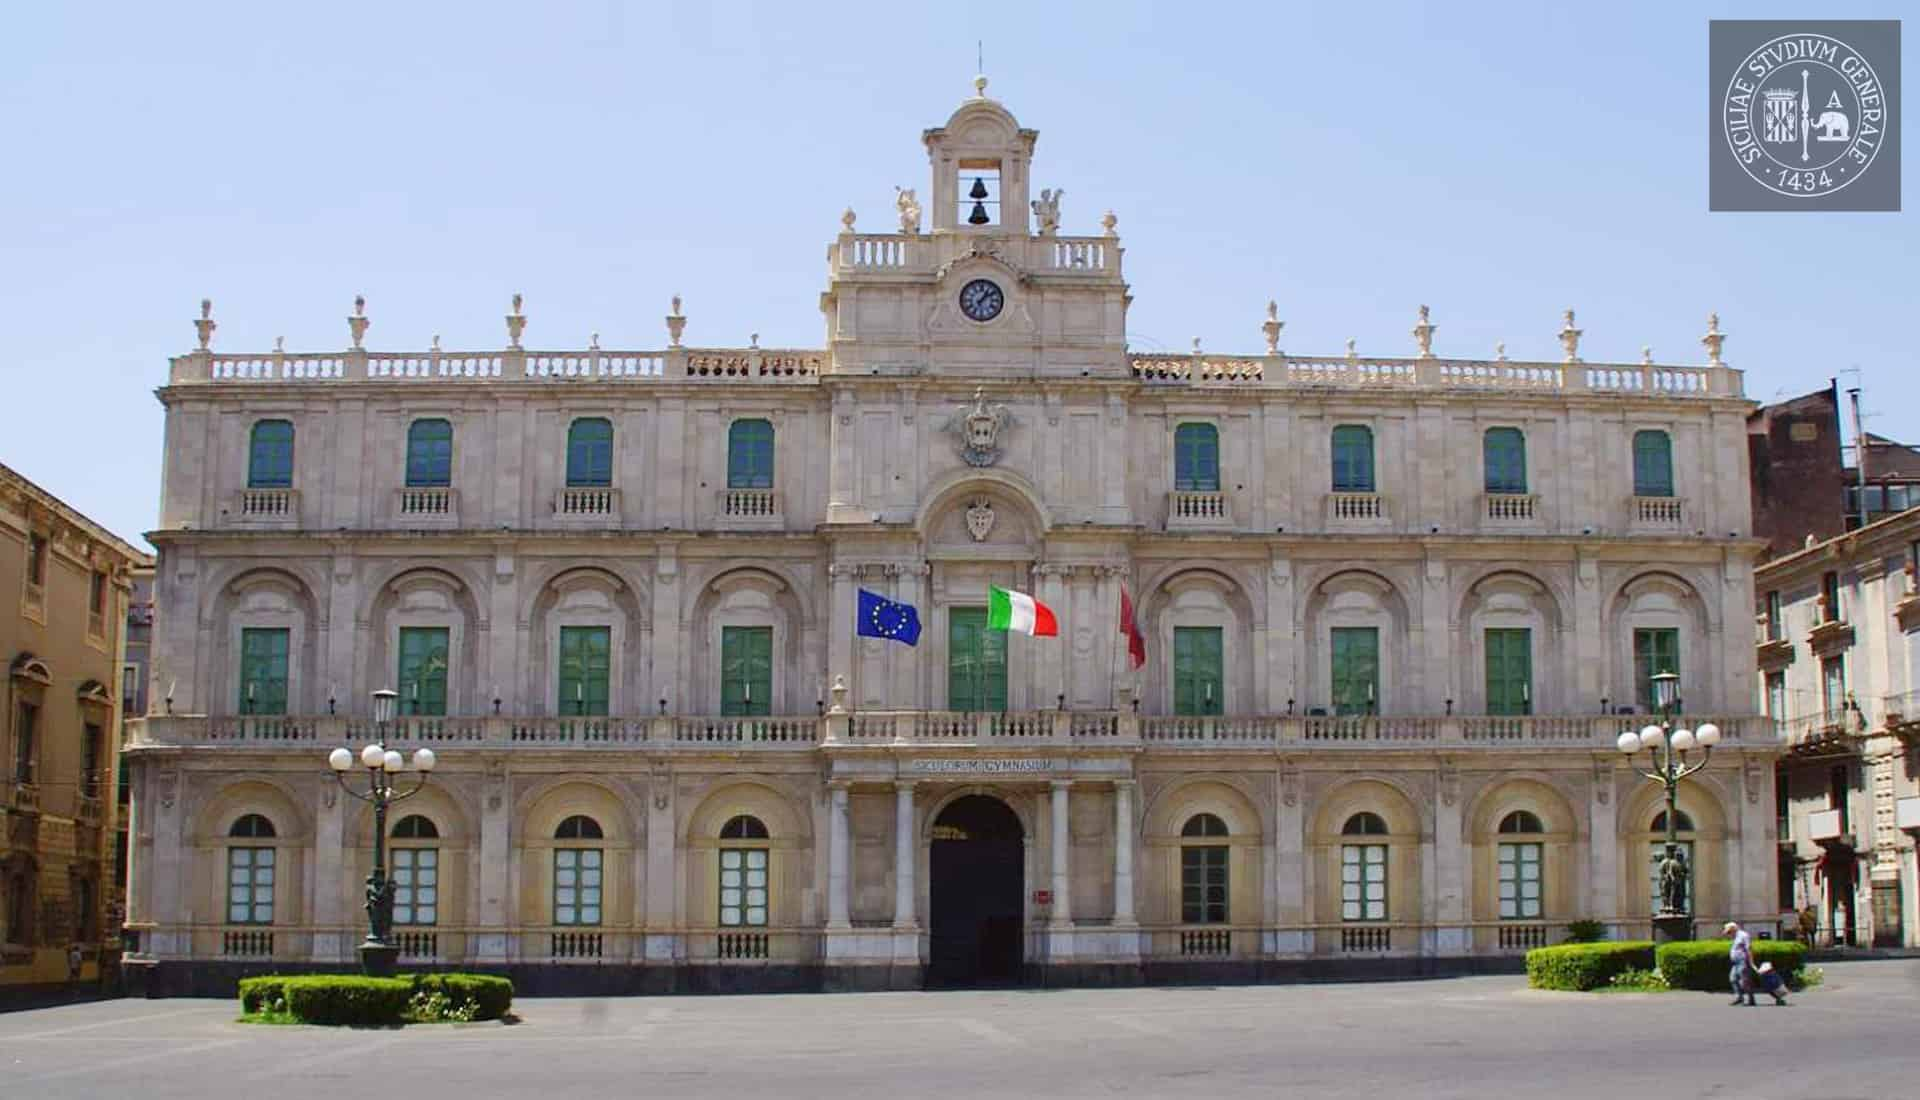 SICILIAE STVDIVM GENERALE
A
· 1434 ·
SICULORUM GYMNASIUM